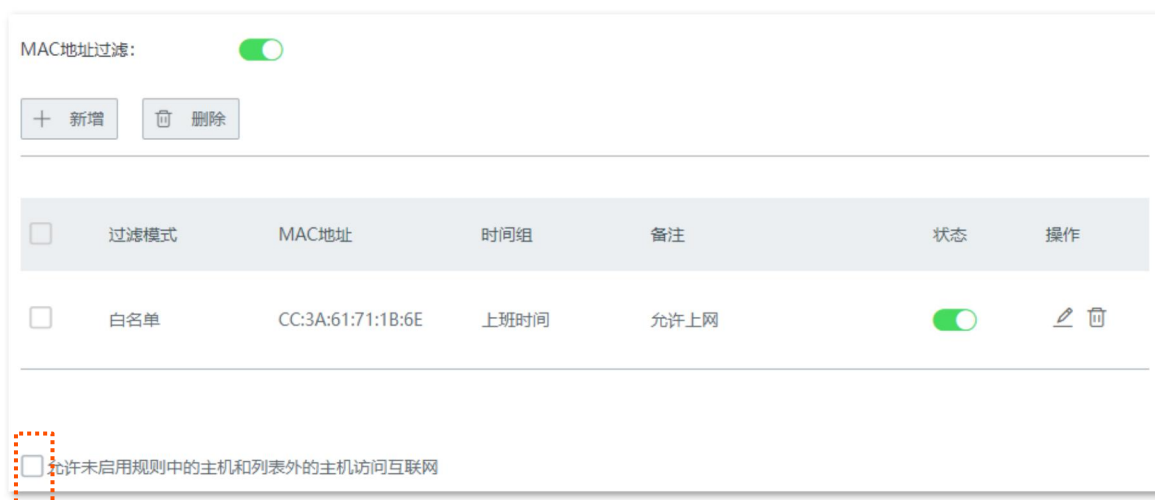 MAC地址过滤：
新增 删除
过滤模式 MAC地址 时间组 备注 状态 操作
白名单 CC:3A:61:71:1B:6E 上班时间 允许上网
允许未启用规则中的主机和列表外的主机访问互联网